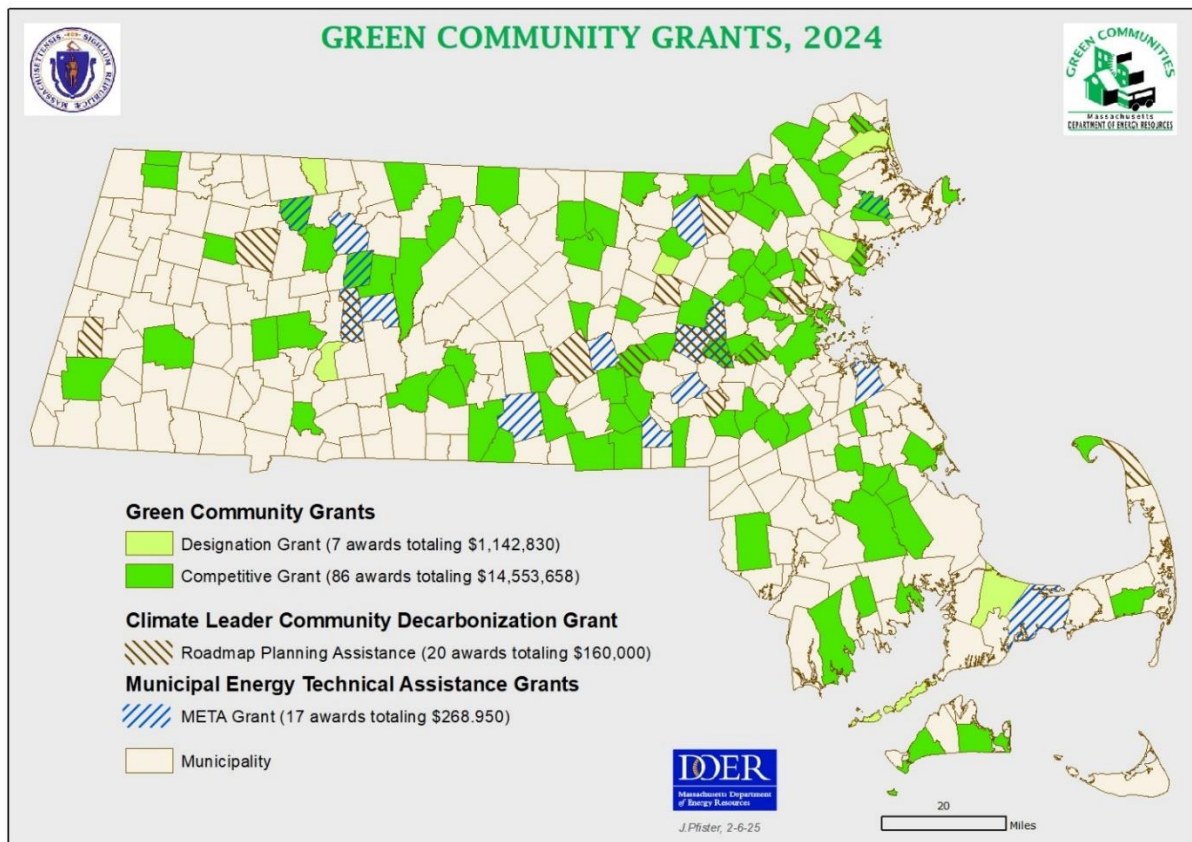 GREEN COMMUNITY GRANTS, 2024
SIGILLUM REIPUBLICÆ MASSACHUSETTENSIS
GREEN COMMUNITIES
Massachusetts
DEPARTMENT OF ENERGY RESOURCES
Green Community Grants
Designation Grant (7 awards totaling $1,142,830)
Competitive Grant (86 awards totaling $14,553,658)
Climate Leader Community Decarbonization Grant
Roadmap Planning Assistance (20 awards totaling $160,000)
Municipal Energy Technical Assistance Grants
META Grant (17 awards totaling $268.950)
Municipality
DOER
Massachusetts Department
of Energy Resources
J.Pfister, 2-6-25
20
Miles